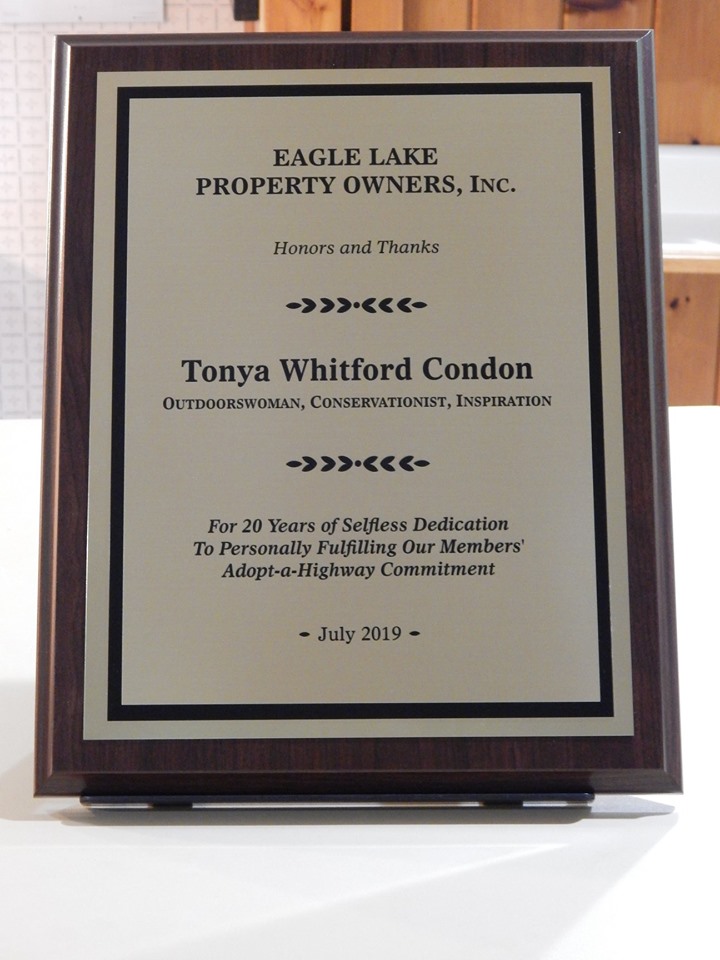 EAGLE LAKE
PROPERTY OWNERS, INC.
Honors and Thanks
Tonya Whitford Condon
OUTDOORSWOMAN, CONSERVATIONIST, INSPIRATION
For 20 Years of Selfless Dedication
To Personally Fulfilling Our Members'
Adopt-a-Highway Commitment
- July 2019 -